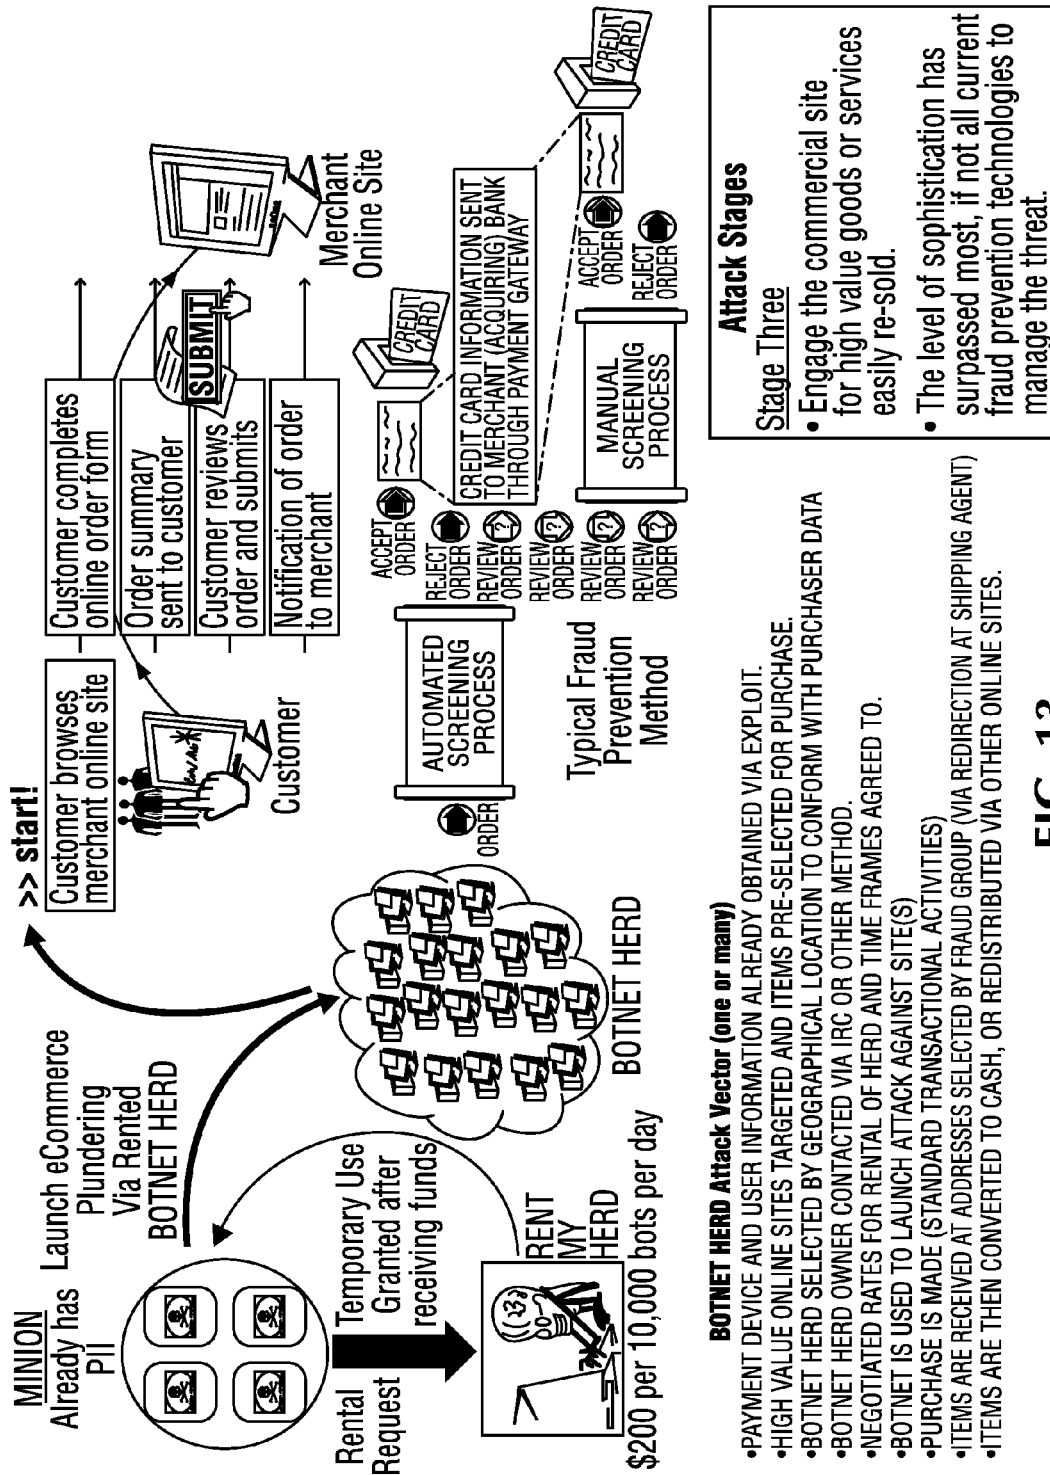 MINION
Already has
PII
Launch eCommerce
Plundering
Via Rented
BOTNET HERD
>> start!
Customer browses
merchant online site
Customer completes
online order form
Order summary
sent to customer
Customer reviews
order and submits
Notification of order
to merchant
SUBMIT
Customer
Merchant
Online Site
Rental
Request
Temporary Use
Granted after
receiving funds
RENT
MY
HERD
$200 per 10,000 bots per day
BOTNET HERD
ORDER
AUTOMATED
SCREENING
PROCESS
Typical Fraud
Prevention
Method
ACCEPT
ORDER
REJECT
ORDER
REVIEW
ORDER
?
REVIEW
ORDER
?
REVIEW
ORDER
?
REVIEW
ORDER
?
CREDIT
CARD
CREDIT CARD INFORMATION SENT
TO MERCHANT (ACQUIRING) BANK
THROUGH PAYMENT GATEWAY
MANUAL
SCREENING
PROCESS
ACCEPT
ORDER
REJECT
ORDER
CREDIT
CARD
BOTNET HERD Attack Vector (one or many)
•PAYMENT DEVICE AND USER INFORMATION ALREADY OBTAINED VIA EXPLOIT.
•HIGH VALUE ONLINE SITES TARGETED AND ITEMS PRE-SELECTED FOR PURCHASE.
•BOTNET HERD SELECTED BY GEOGRAPHICAL LOCATION TO CONFORM WITH PURCHASER DATA
•BOTNET HERD OWNER CONTACTED VIA IRC OR OTHER METHOD.
•NEGOTIATED RATES FOR RENTAL OF HERD AND TIME FRAMES AGREED TO.
•BOTNET IS USED TO LAUNCH ATTACK AGAINST SITE(S)
•PURCHASE IS MADE (STANDARD TRANSACTIONAL ACTIVITIES)
•ITEMS ARE RECEIVED AT ADDRESSES SELECTED BY FRAUD GROUP (VIA REDIRECTION AT SHIPPING AGENT)
•ITEMS ARE THEN CONVERTED TO CASH, OR REDISTRIBUTED VIA OTHER ONLINE SITES.
Attack Stages
Stage Three
• Engage the commercial site
for high value goods or services
easily re-sold.
• The level of sophistication has
surpassed most, if not all current
fraud prevention technologies to
manage the threat.